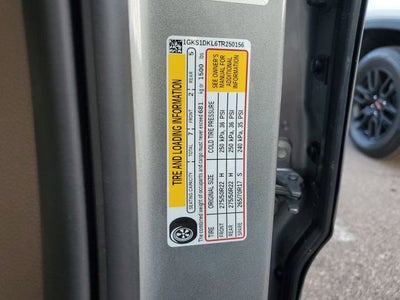 1GKS1DKL6TR250156
TIRE AND LOADING INFORMATION
SEATING CAPACITY TOTAL 7 FRONT 2 REAR 5
The combined weight of occupants and cargo must never exceed 681 kg or 1500 lbs
TIRE ORIGINAL SIZE COLD TIRE PRESSURE
FRONT 275/50R22 H 250 kPa, 36 PSI
REAR 275/50R22 H 250 kPa, 36 PSI
SPARE 265/70R17 S 240 kPa, 35 PSI
SEE OWNER'S
MANUAL FOR
ADDITIONAL
INFORMATION